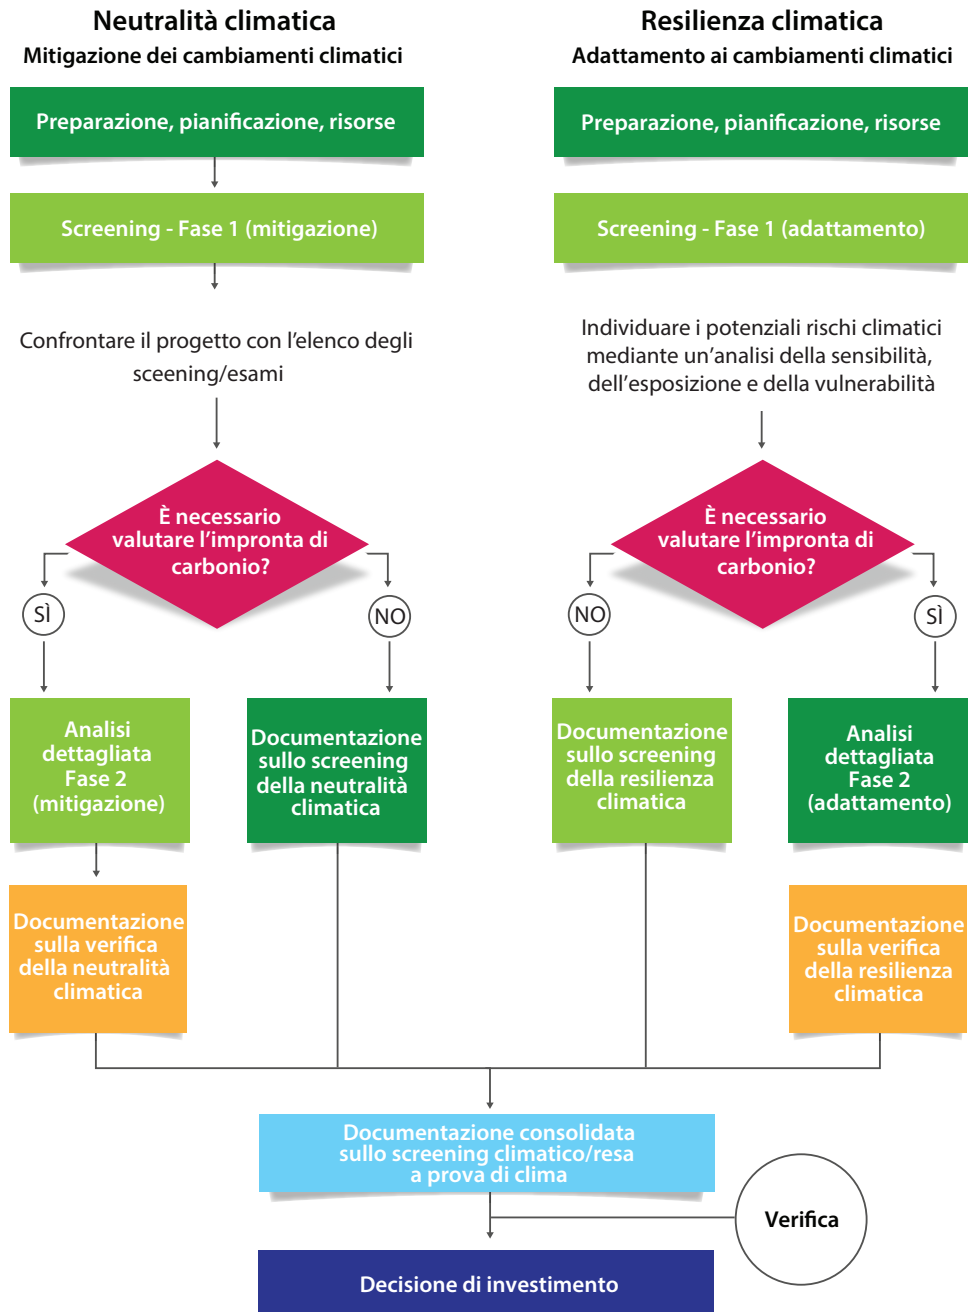 Neutralità climatica
Mitigazione dei cambiamenti climatici
Preparazione, pianificazione, risorse
Screening - Fase 1 (mitigazione)
Confrontare il progetto con l'elenco degli
sceening/esami
È necessario
valutare l'impronta di
carbonio?
SÌ
NO
Analisi
dettagliata
Fase 2
(mitigazione)
Documentazione
sullo screening
della neutralità
climatica
Documentazione
sulla verifica
della neutralità
climatica
Resilienza climatica
Adattamento ai cambiamenti climatici
Preparazione, pianificazione, risorse
Screening - Fase 1 (adattamento)
Individuare i potenziali rischi climatici
mediante un'analisi della sensibilità,
dell'esposizione e della vulnerabilità
È necessario
valutare l'impronta di
carbonio?
NO
SÌ
Documentazione
sullo screening
della resilienza
climatica
Analisi
dettagliata
Fase 2
(adattamento)
Documentazione
sulla verifica
della resilienza
climatica
Documentazione consolidata
sullo screening climatico/resa
a prova di clima
Verifica
Decisione di investimento